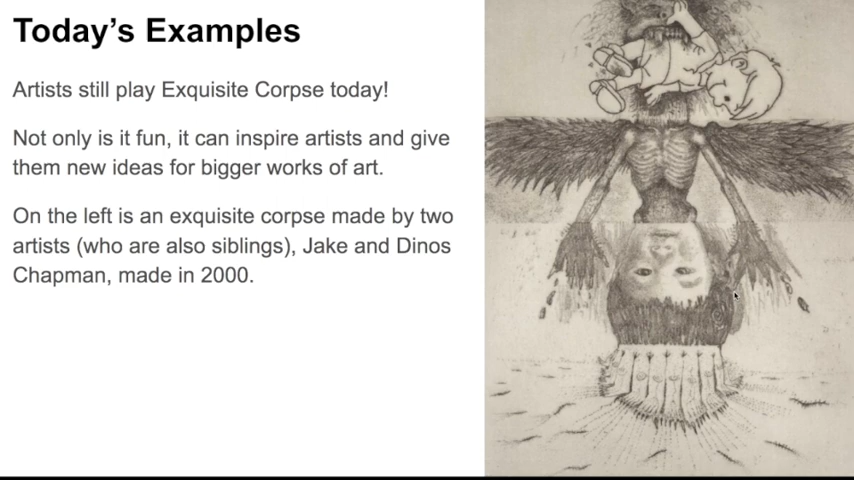 Today’s Examples
Artists still play Exquisite Corpse today!
Not only is it fun, it can inspire artists and give
them new ideas for bigger works of art.
On the left is an exquisite corpse made by two
artists (who are also siblings), Jake and Dinos
Chapman, made in 2000.